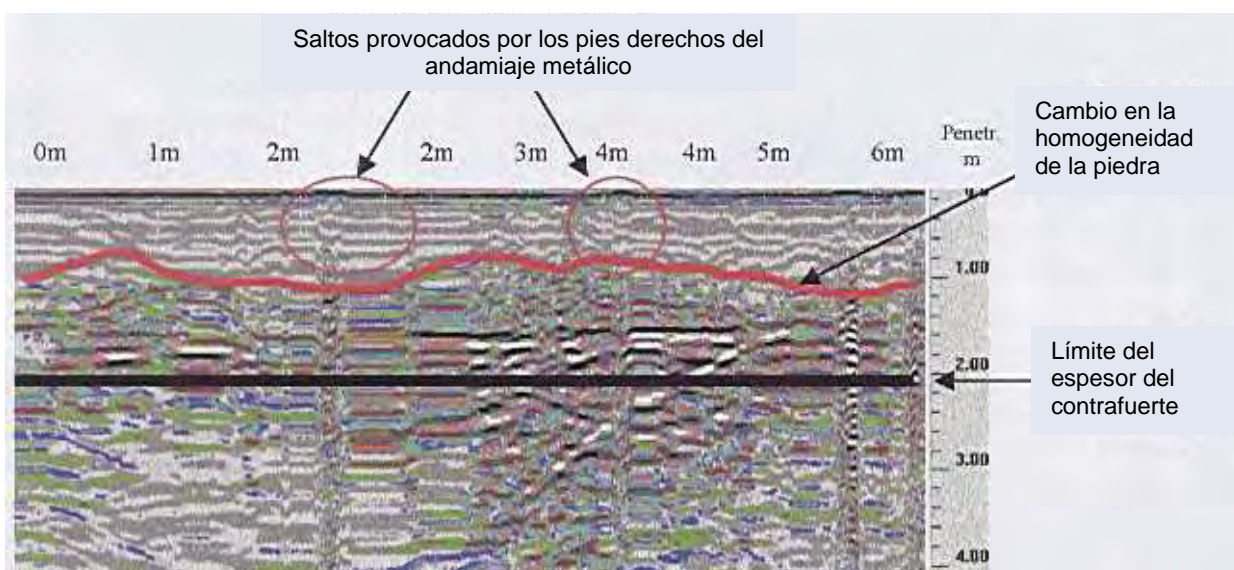 Saltos provocados por los pies derechos del
andamiaje metálico
Cambio en la
homogeneidad
de la piedra
0m 1m 2m 2m 3m 4m 4m 5m 6m
Penetr.
m
1.00
2.00
Límite del
espesor del
contrafuerte
3.00
4.00